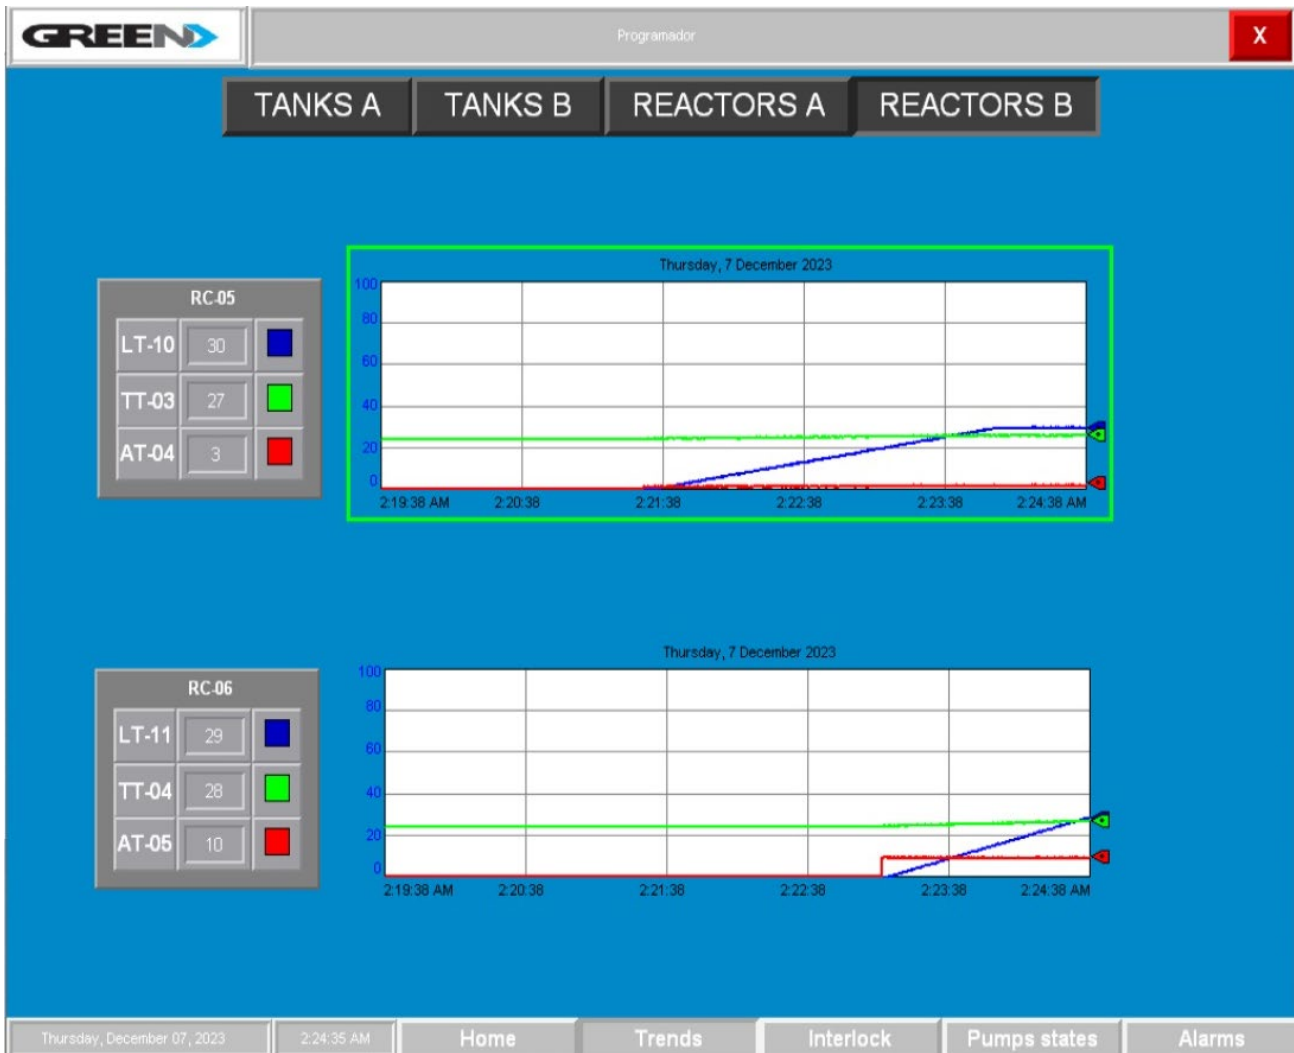 GREEN
Programador
X
TANKS A TANKS B REACTORS A REACTORS B
Thursday, 7 December 2023
RC-05
LT-10 30
TT-03 27
AT-04 3
100
80
60
40
20
0
2:19:38 AM 2:20:38 2:21:38 2:22:38 2:23:38 2:24:38 AM
Thursday, 7 December 2023
RC-06
LT-11 29
TT-04 28
AT-05 10
100
80
60
40
20
0
2:19:38 AM 2:20:38 2:21:38 2:22:38 2:23:38 2:24:38 AM
Thursday, December 07, 2023 2:24:35 AM Home Trends Interlock Pumps states Alarms